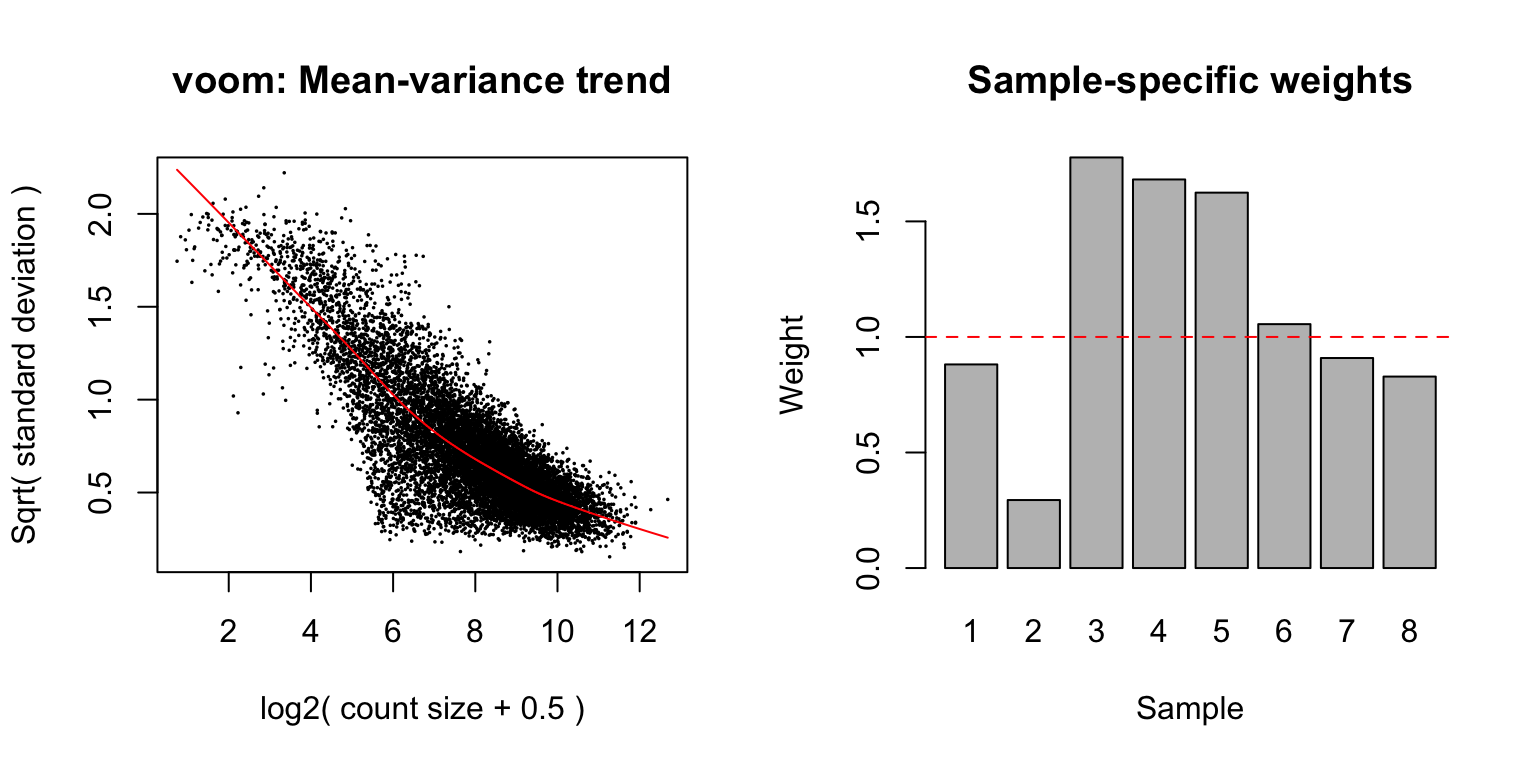 voom: Mean-variance trend
Sqrt( standard deviation )
2.0
1.5
1.0
0.5
2 4 6 8 10 12
log2( count size + 0.5 )
Sample-specific weights
Weight
1.5
1.0
0.5
0.0
1 2 3 4 5 6 7 8
Sample